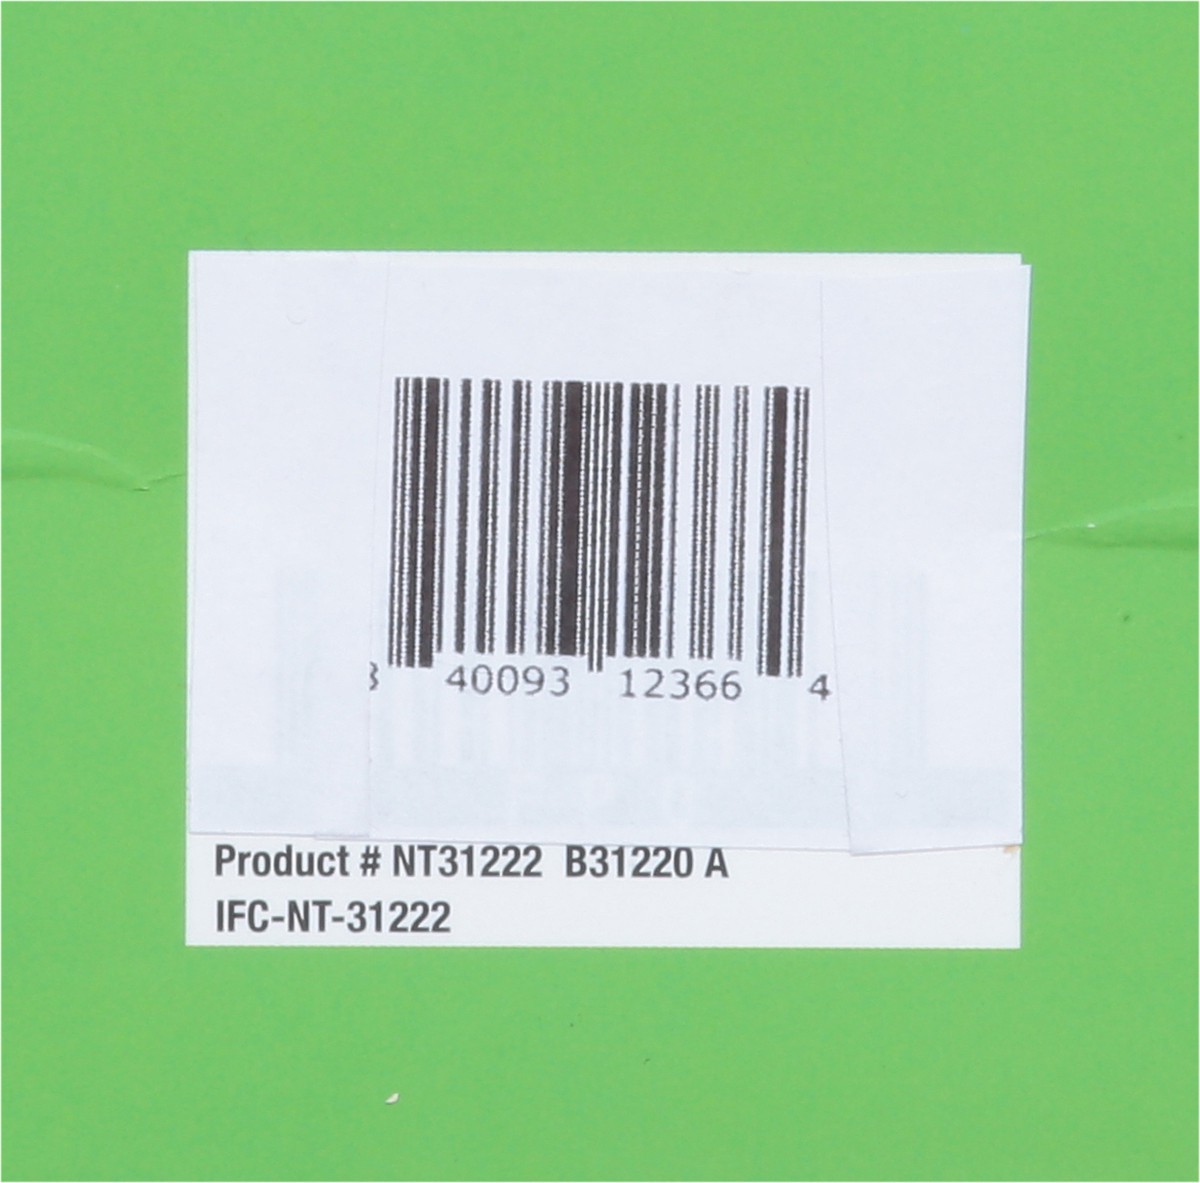 8 40093 12366 4
Product # NT31222 B31220 A
IFC-NT-31222